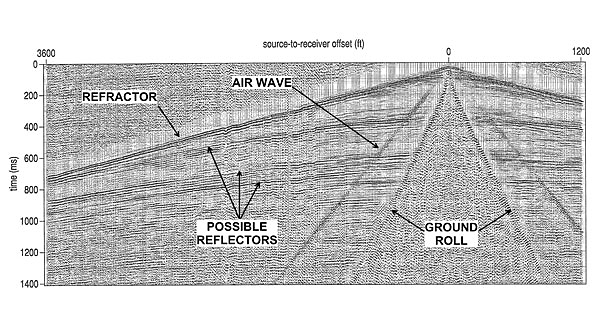 source-to-receiver offset (ft)
3600 0 1200
0
200
400
600
800
1000
1200
1400
time (ms)
REFRACTOR
AIR WAVE
POSSIBLE
REFLECTORS
GROUND
ROLL